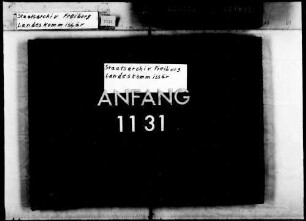 Staatsarchiv Freiburg
Landeskommissär
Staatsarchiv Freiburg
Landeskommissär
ANFANG
1131